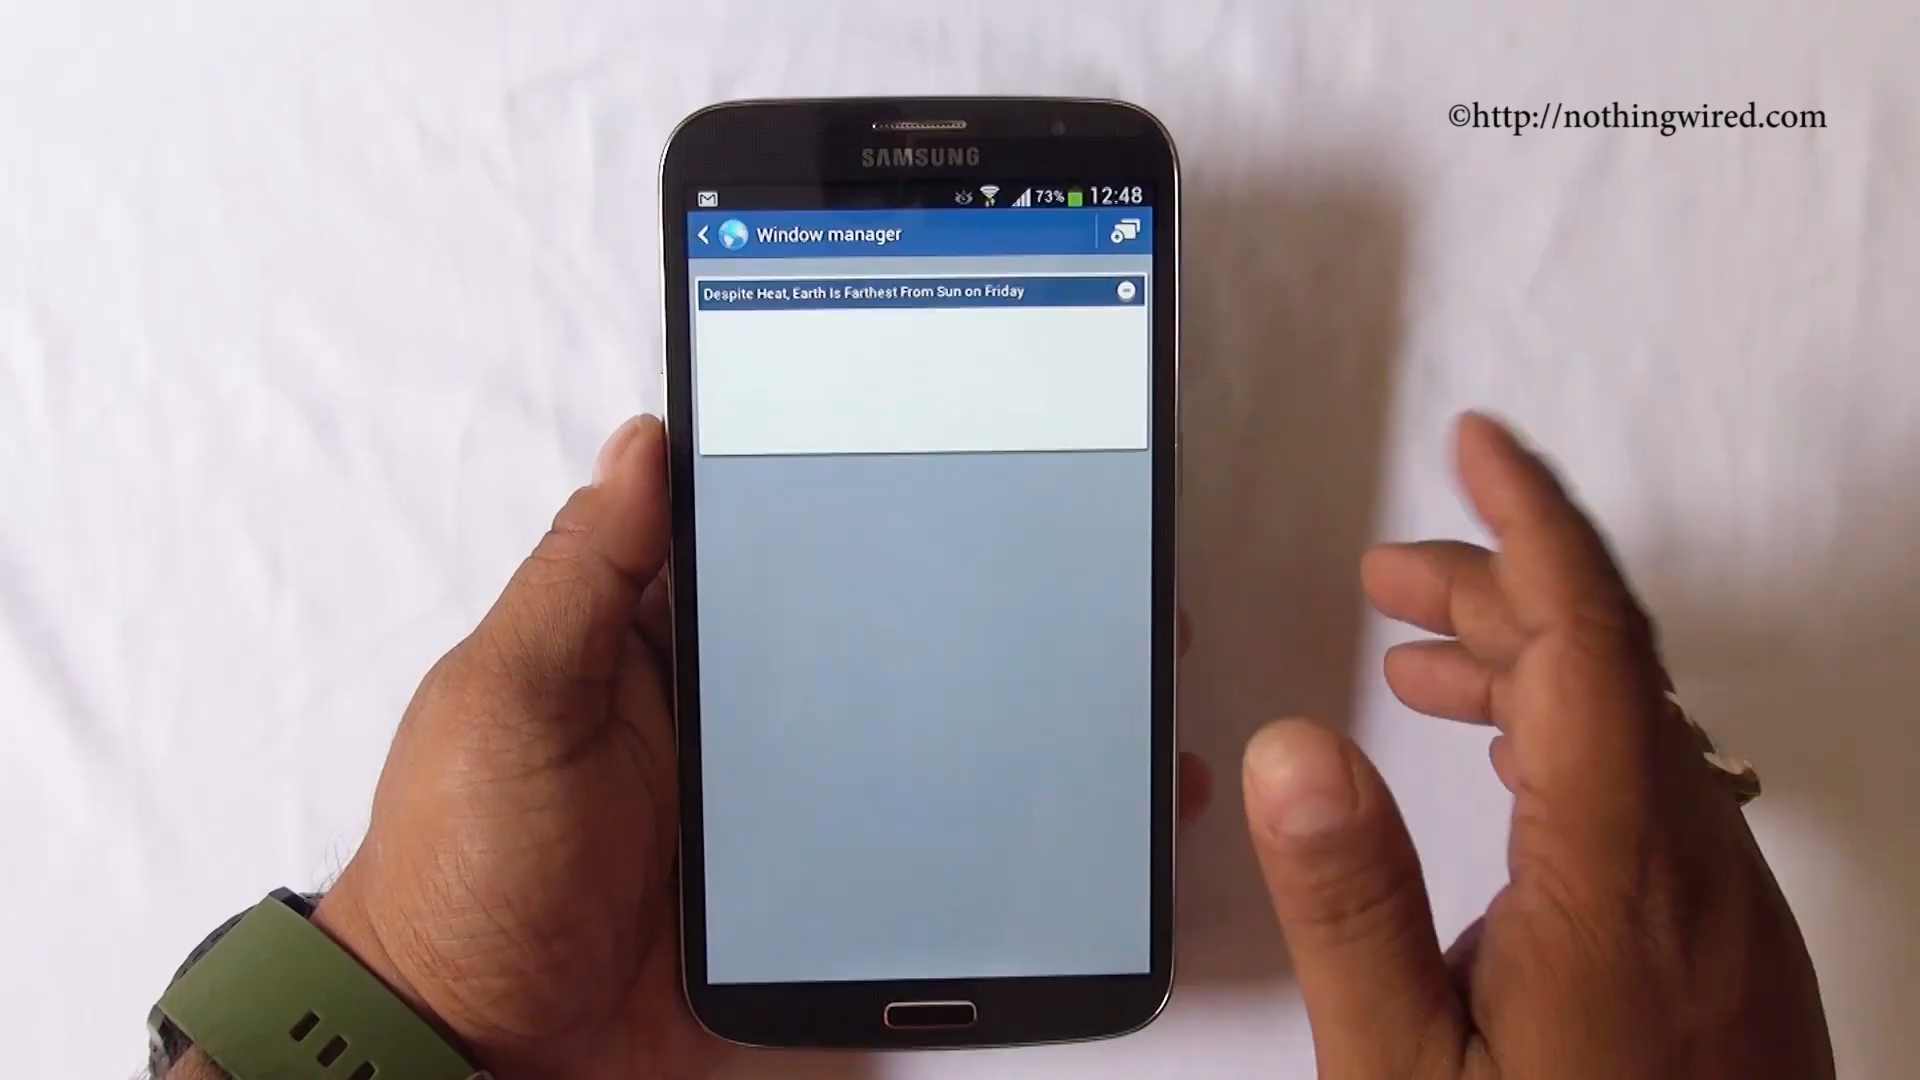 ©http://nothingwired.com
SAMSUNG
73% 12:48
Window manager
Despite Heat, Earth Is Farthest From Sun on Friday